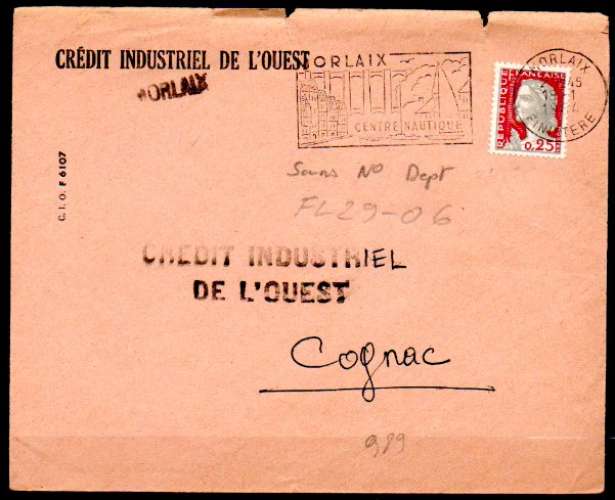 CRÉDIT INDUSTRIEL DE L'OUEST
MORLAIX
MORLAIX
CENTRE NAUTIQUE
RÉPUBLIQUE FRANÇAISE
0,25
MORLAIX
FINISTERE
C. I. O. F 6107
Sans No Dept
FL29-06
CREDIT INDUSTRIEL
DE L'OUEST
Cognac
989